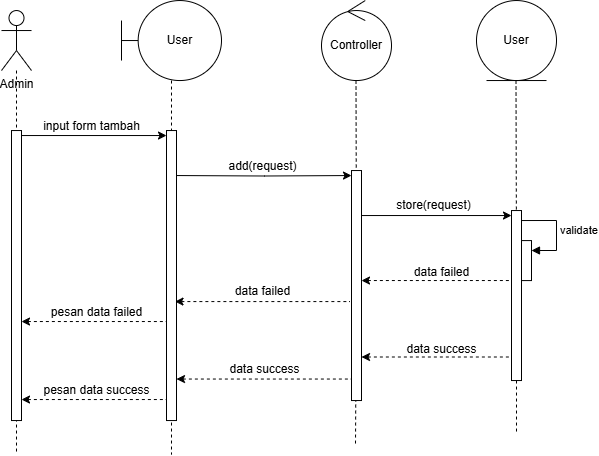 User
Controller
User
Admin
input form tambah
add(request)
store(request)
validate
data failed
data failed
pesan data failed
data success
data success
pesan data success